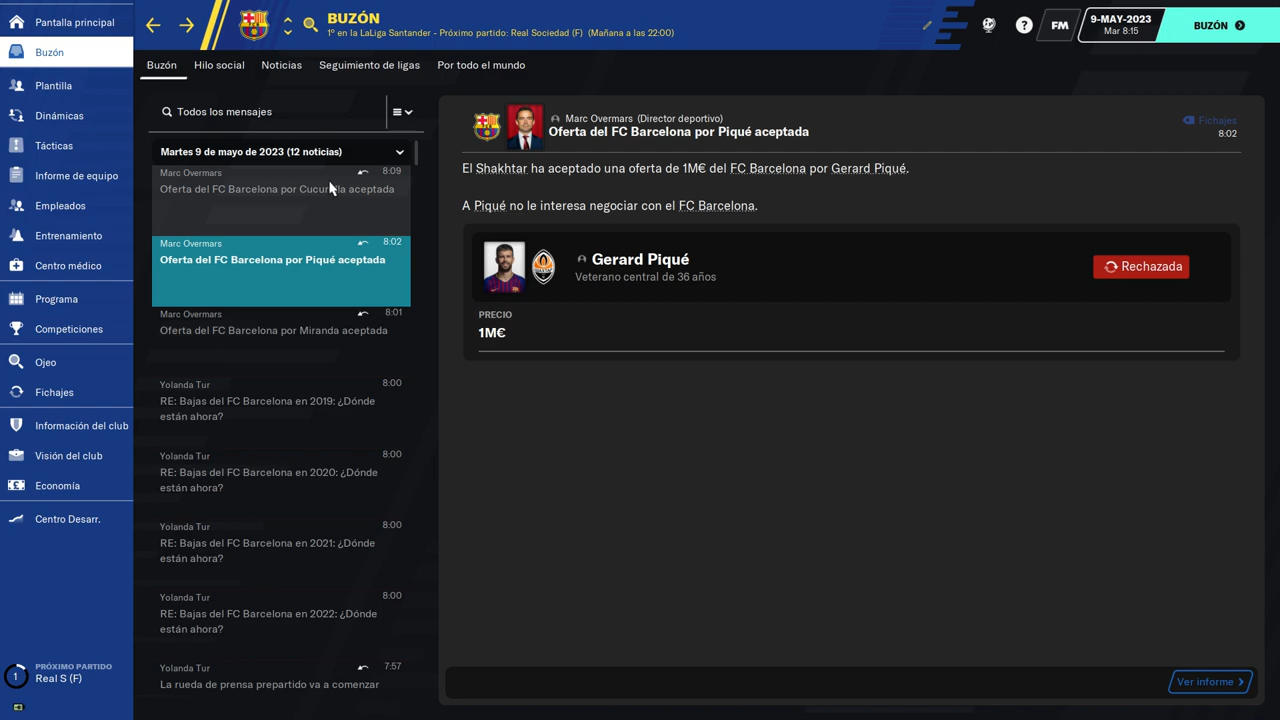 Pantalla principal
Buzón
Plantilla
Dinámicas
Tácticas
Informe de equipo
Empleados
Entrenamiento
Centro médico
Programa
Competiciones
Ojeo
Fichajes
Información del club
Visión del club
Economía
Centro Desarr.
PRÓXIMO PARTIDO
1 Real S (F)
BUZÓN
1º en la LaLiga Santander - Próximo partido: Real Sociedad (F) (Mañana a las 22:00)
? FM
9-MAY-2023
Mar 8:15
BUZÓN
Buzón Hilo social Noticias Seguimiento de ligas Por todo el mundo
Todos los mensajes
Martes 9 de mayo de 2023 (12 noticias)
Marc Overmars 8:09
Oferta del FC Barcelona por aceptada
Marc Overmars 8:02
Oferta del FC Barcelona por Piqué aceptada
Marc Overmars 8:01
Oferta del FC Barcelona por Miranda aceptada
Yolanda Tur 8:00
RE: Bajas del FC Barcelona en 2019: ¿Dónde
están ahora?
Yolanda Tur 8:00
RE: Bajas del FC Barcelona en 2020: ¿Dónde
están ahora?
Yolanda Tur 8:00
RE: Bajas del FC Barcelona en 2021: ¿Dónde
están ahora?
Yolanda Tur 8:00
RE: Bajas del FC Barcelona en 2022: ¿Dónde
están ahora?
Yolanda Tur 7:57
La rueda de prensa prepartido va a comenzar
Marc Overmars (Director deportivo)
Oferta del FC Barcelona por Piqué aceptada
Fichajes
8:02
El Shakhtar ha aceptado una oferta de 1M€ del FC Barcelona por Gerard Piqué.
A Piqué no le interesa negociar con el FC Barcelona.
Gerard Piqué
Veterano central de 36 años
Rechazada
PRECIO
1M€
Ver informe